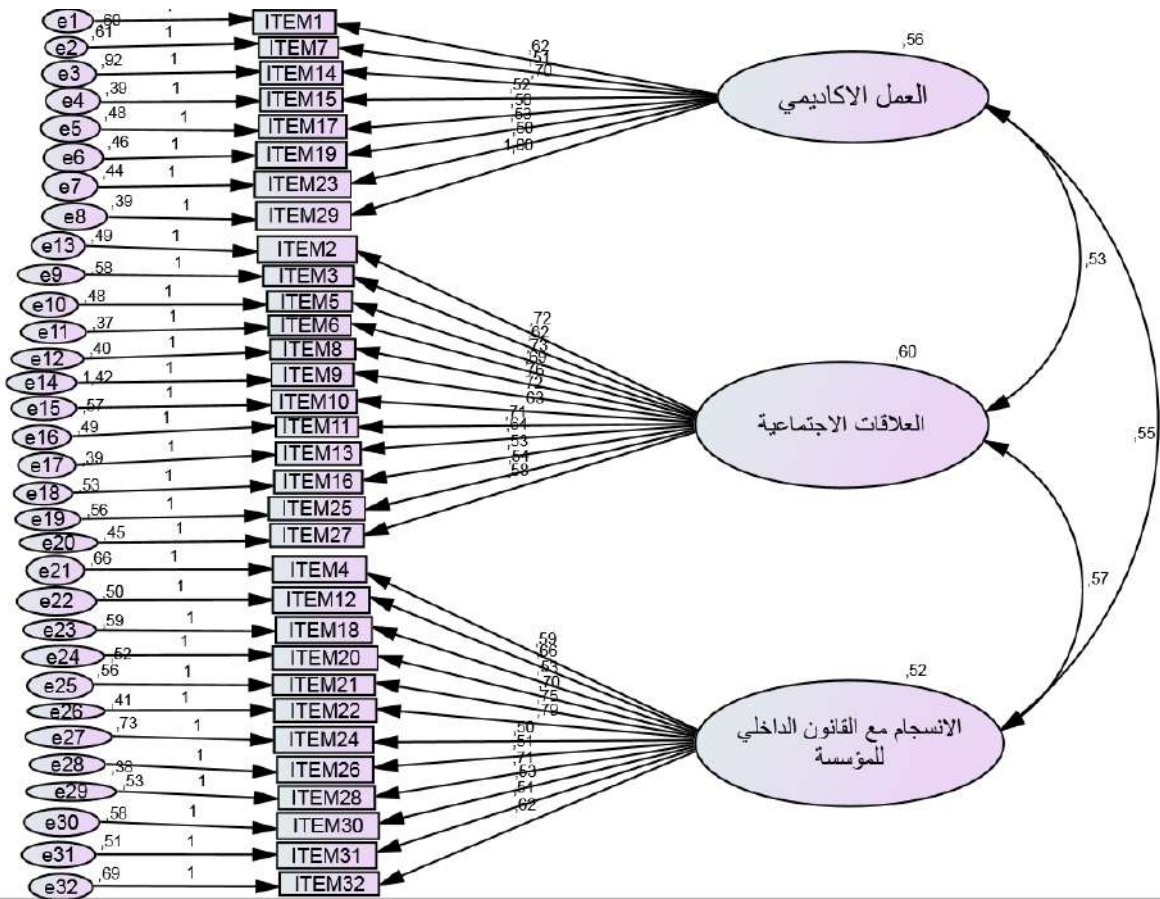 e1 ,60 1 ITEM1
e2 ,61 1 ITEM7
e3 ,92 1 ITEM14
e4 ,39 1 ITEM15
e5 ,48 1 ITEM17
e6 ,46 1 ITEM19
e7 ,44 1 ITEM23
e8 ,39 1 ITEM29
,62
,51
,70
,52
,53
1,00
,56
العمل الاكاديمي
e13 ,49 1 ITEM2
e9 ,58 1 ITEM3
e10 ,48 1 ITEM5
e11 ,37 1 ITEM6
e12 ,40 1 ITEM8
e14 1,42 1 ITEM9
e15 ,57 1 ITEM10
e16 ,49 1 ITEM11
e17 ,39 1 ITEM13
e18 ,53 1 ITEM16
e19 ,56 1 ITEM25
e20 ,45 1 ITEM27
,72
,62
,73
,69
,76
,72
,63
,71
,64
,53
,54
,58
,60
العلاقات الاجتماعية
e21 ,66 1 ITEM4
e22 ,50 1 ITEM12
e23 ,59 1 ITEM18
e24 ,52 1 ITEM20
e25 ,56 1 ITEM21
e26 ,41 1 ITEM22
e27 ,73 1 ITEM24
e28 ,38 1 ITEM26
e29 ,53 1 ITEM28
e30 ,58 1 ITEM30
e31 ,51 1 ITEM31
e32 ,69 1 ITEM32
,59
,66
,53
,70
,75
,79
,50
,51
,71
,53
,51
,62
,52
الانسجام مع القانون الداخلي
للمؤسسة
,53
,55
,57